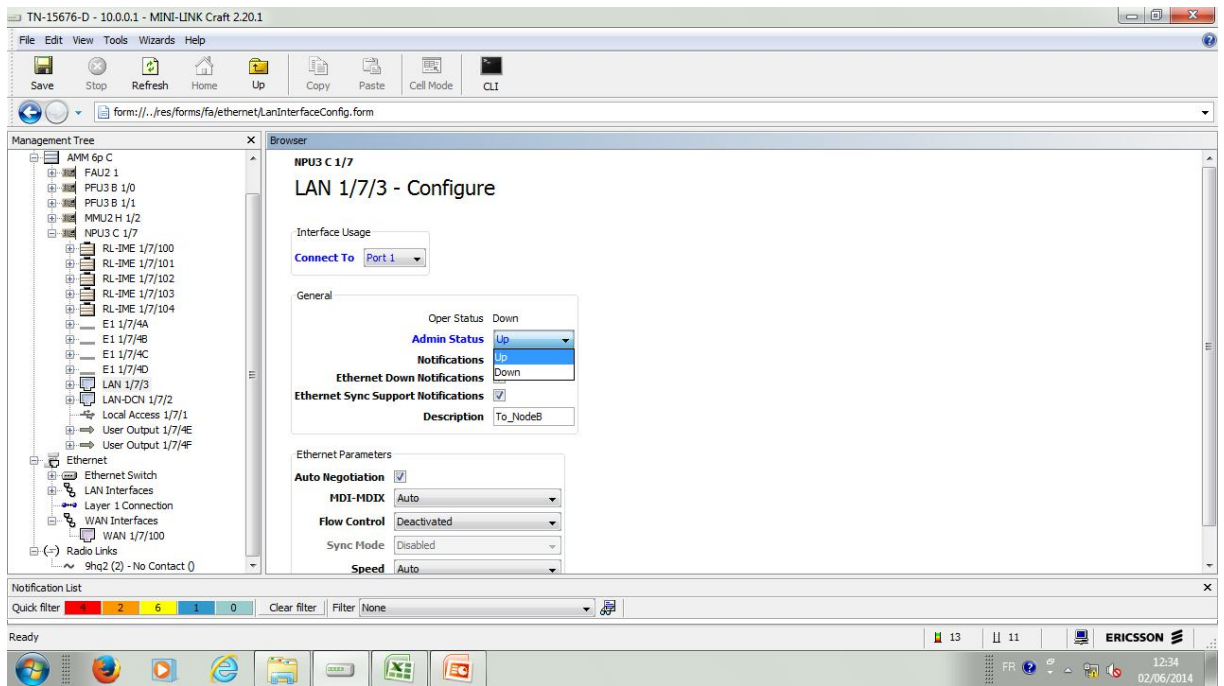 TN-15676-D - 10.0.0.1 - MINI-LINK Craft 2.20.1
File Edit View Tools Wizards Help
Save Stop Refresh Home Up Copy Paste Cell Mode CLI
form://../res/forms/fa/ethernet/LanInterfaceConfig.form
Management Tree
AMM 6p C
FAU2 1
PFU3 B 1/0
PFU3 B 1/1
MMU2 H 1/2
NPU3 C 1/7
RL-IME 1/7/100
RL-IME 1/7/101
RL-IME 1/7/102
RL-IME 1/7/103
RL-IME 1/7/104
E1 1/7/4A
E1 1/7/4B
E1 1/7/4C
E1 1/7/4D
LAN 1/7/3
LAN-DCN 1/7/2
Local Access 1/7/1
User Output 1/7/4E
User Output 1/7/4F
Ethernet
Ethernet Switch
LAN Interfaces
Layer 1 Connection
WAN Interfaces
WAN 1/7/100
Radio Links
9hq2 (2) - No Contact ()
Browser
NPU3 C 1/7
LAN 1/7/3 - Configure
Interface Usage
Connect To Port 1
General
Oper Status Down
Admin Status Up
Up
Down
Notifications
Ethernet Down Notifications
Ethernet Sync Support Notifications
Description To_NodeB
Ethernet Parameters
Auto Negotiation
MDI-MDIX Auto
Flow Control Deactivated
Sync Mode Disabled
Speed Auto
Notification List
Quick filter 4 2 6 1 0 Clear filter Filter None
Ready 13 11 ERICSSON
FR 12:34
02/06/2014